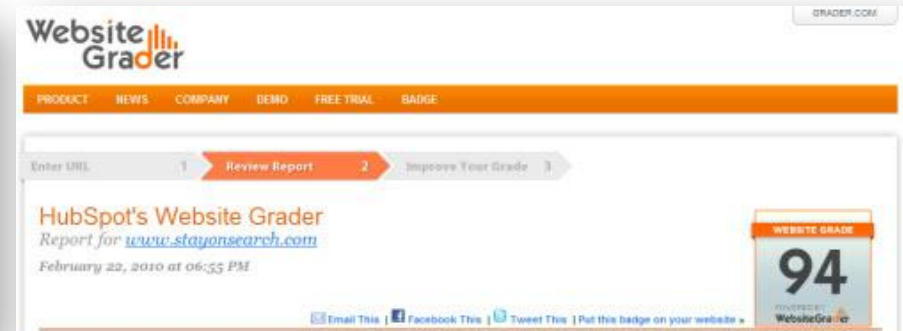 GRADER.COM
Website
Grader
PRODUCT NEWS COMPANY DEMO FREE TRIAL BADGE
Enter URL 1 Review Report 2 Improve Your Grade 3
HubSpot's Website Grader
Report for www.stayonsearch.com
February 22, 2010 at 06:55 PM
WEBSITE GRADE
94
POWERED BY
WebsiteGrader
Email This | Facebook This | Tweet This | Put this badge on your website »